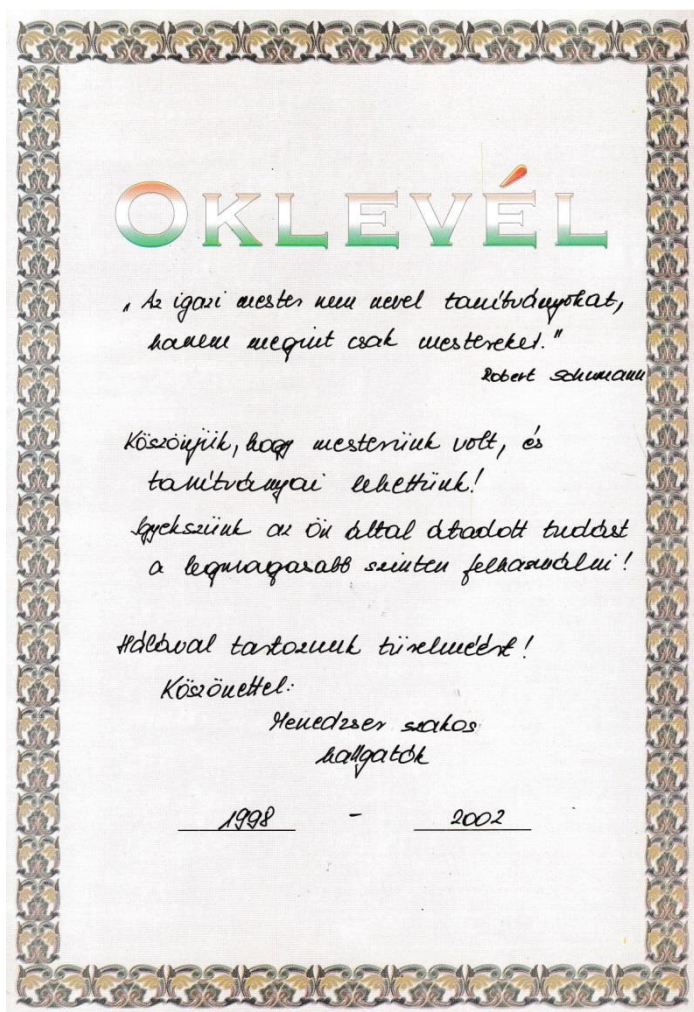 OKLEVÉL
„Az igazi mester nem nevel tanítványokat,
hanem megint csak mestereket."
Robert Schumann
Köszönjük, hogy mesterünk volt, és
tanítványai lehettünk!
Igyekszünk az Ön által átadott tudást
a legmagasabb szinten felhasználni!
Hálával tartozunk türelméért!
Köszönettel:
Menedzser szakos
hallgatók
1998 - 2002